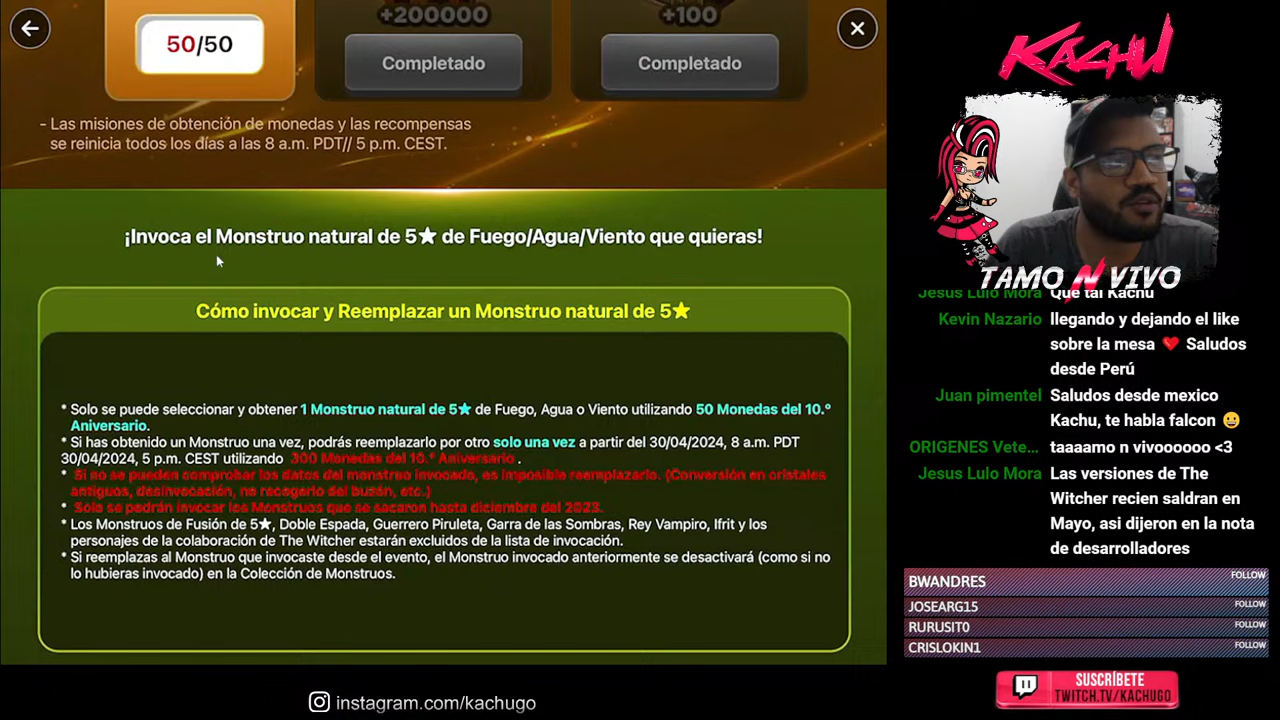 +200000
+100
50/50
Completado
Completado
- Las misiones de obtención de monedas y las recompensas
se reinicia todos los días a las 8 a.m. PDT// 5 p.m. CEST.
¡Invoca el Monstruo natural de 5★ de Fuego/Agua/Viento que quieras!
Cómo invocar y Reemplazar un Monstruo natural de 5★
* Solo se puede seleccionar y obtener 1 Monstruo natural de 5★ de Fuego, Agua o Viento utilizando 50 Monedas del 10.º
Aniversario.
* Si has obtenido un Monstruo una vez, podrás reemplazarlo por otro solo una vez a partir del 30/04/2024, 8 a.m. PDT
30/04/2024, 5 p.m. CEST utilizando 300 Monedas del 10.º Aniversario .
* Si no se pueden comprobar los datos del monstruo invocado, es imposible reemplazarlo. (Conversión en cristales
antiguos, desinvocación, no recogerlo del buzón, etc.)
* Solo se podrán invocar los Monstruos que se sacaron hasta diciembre del 2023.
* Los Monstruos de Fusión de 5★, Doble Espada, Guerrero Piruleta, Garra de las Sombras, Rey Vampiro, Ifrit y los
personajes de la colaboración de The Witcher estarán excluidos de la lista de invocación.
* Si reemplazas al Monstruo que invocaste desde el evento, el Monstruo invocado anteriormente se desactivará (como si no
lo hubieras invocado) en la Colección de Monstruos.
instagram.com/kachugo
KACHU
TAMO N VIVO
Jesus Lulo Mora Que tal Kachu
Kevin Nazario llegando y dejando el like
sobre la mesa ❤️ Saludos
desde Perú
Juan pimentel Saludos desde mexico
Kachu, te habla falcon 😀
ORIGENES Vete... taaaamo n vivooooo <3
Jesus Lulo Mora Las versiones de The
Witcher recien saldran en
Mayo, asi dijeron en la nota
de desarrolladores
BWANDRES FOLLOW
JOSEARG15 FOLLOW
RURUSIT0 FOLLOW
CRISLOKIN1 FOLLOW
SUSCRÍBETE
TWITCH.TV/KACHUGO